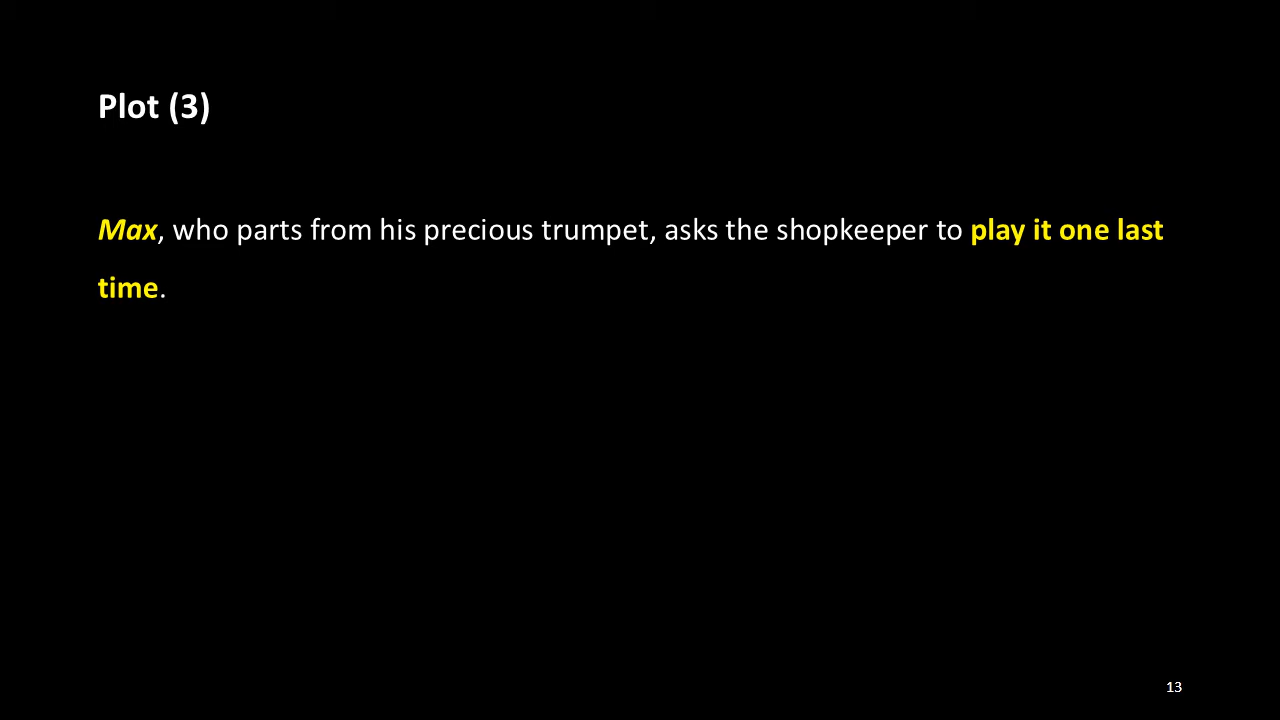 Plot (3)
Max, who parts from his precious trumpet, asks the shopkeeper to play it one last
time.
13